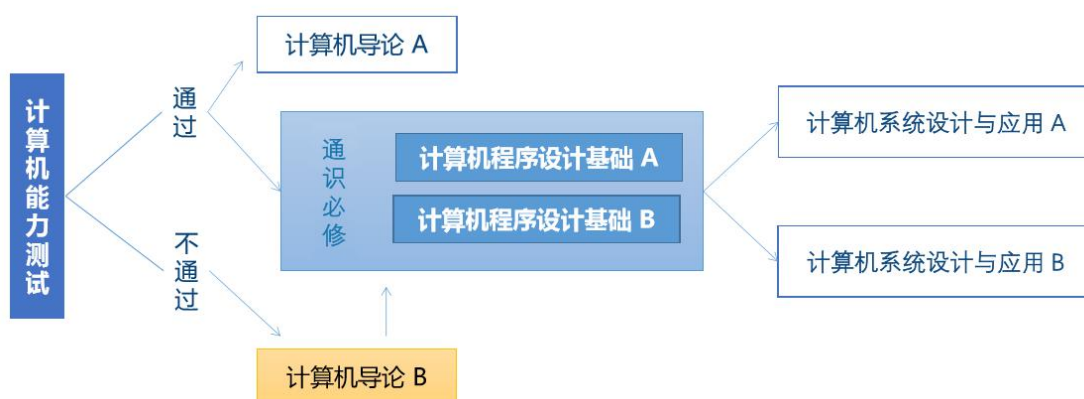 计算机能力测试
通过
不通过
计算机导论 A
通识必修
计算机程序设计基础 A
计算机程序设计基础 B
计算机导论 B
计算机系统设计与应用 A
计算机系统设计与应用 B